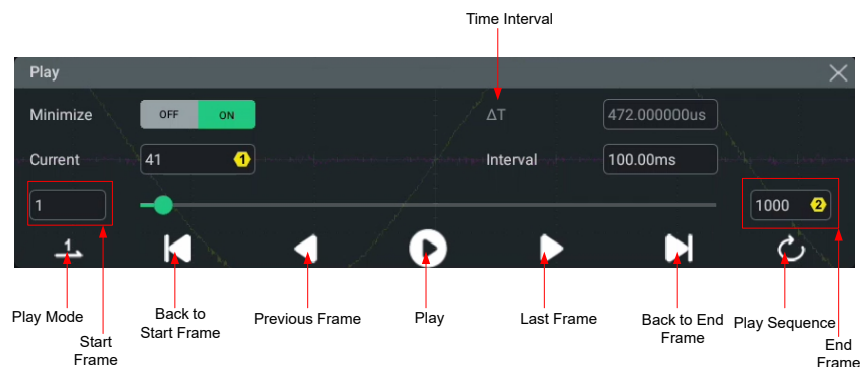 Time Interval
Play
Minimize OFF ON ΔT 472.000000us
Current 41 1 Interval 100.00ms
1 1000 2
1
Play Mode
Start
Frame
Back to
Start Frame
Previous Frame
Play
Last Frame
Back to End
Frame
Play Sequence
End
Frame